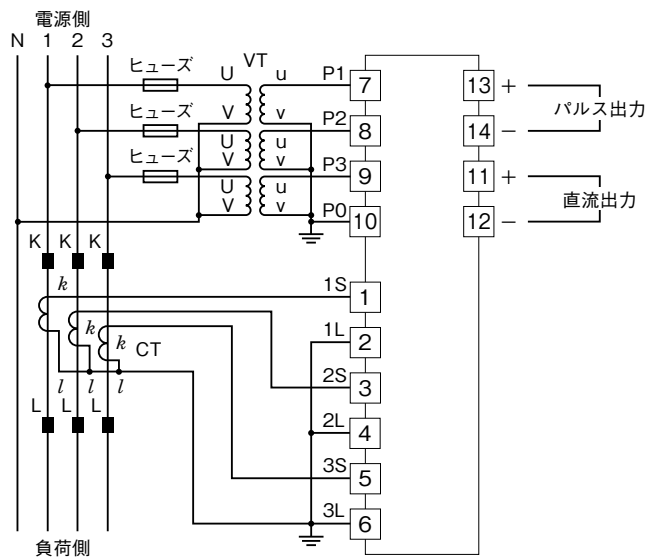 電源側
N 1 2 3
ヒューズ
U VT u P1 7 13 +
パルス出力
V v
ヒューズ
P2 8 14 −
U u
V v
ヒューズ
P3 9 11 +
U u
直流出力
V v P0 10 12 −
K K K
k 1S 1
k k CT 1L 2
l l l 2S 3
L L L
2L 4
3S 5
3L 6
負荷側